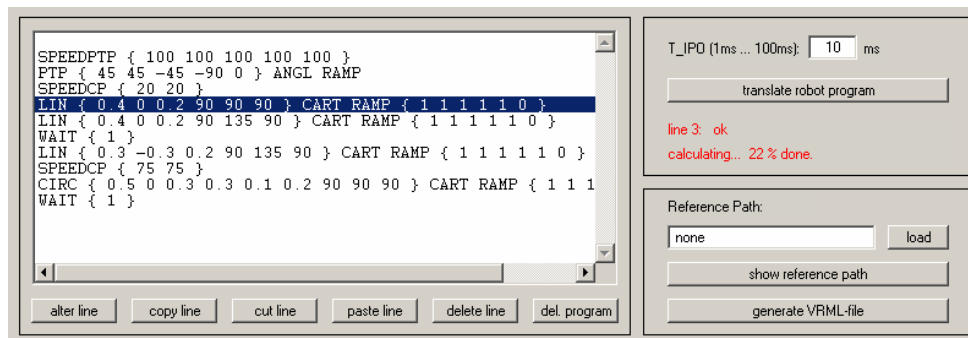 SPEEDPTP { 100 100 100 100 100 }
PTP { 45 45 -45 -90 0 } ANGL RAMP
SPEEDCP { 20 20 }
LIN { 0.4 0 0.2 90 90 90 } CART RAMP { 1 1 1 1 1 0 }
LIN { 0.4 0 0.2 90 135 90 } CART RAMP { 1 1 1 1 1 0 }
WAIT { 1 }
LIN { 0.3 -0.3 0.2 90 135 90 } CART RAMP { 1 1 1 1 1 0 }
SPEEDCP { 75 75 }
CIRC { 0.5 0 0.3 0.3 0.1 0.2 90 90 90 } CART RAMP { 1 1 1
WAIT { 1 }
alter line copy line cut line paste line delete line del. program
T_IPO (1ms ... 100ms): 10 ms
translate robot program
line 3: ok
calculating... 22 % done.
Reference Path:
none load
show reference path
generate VRML-file